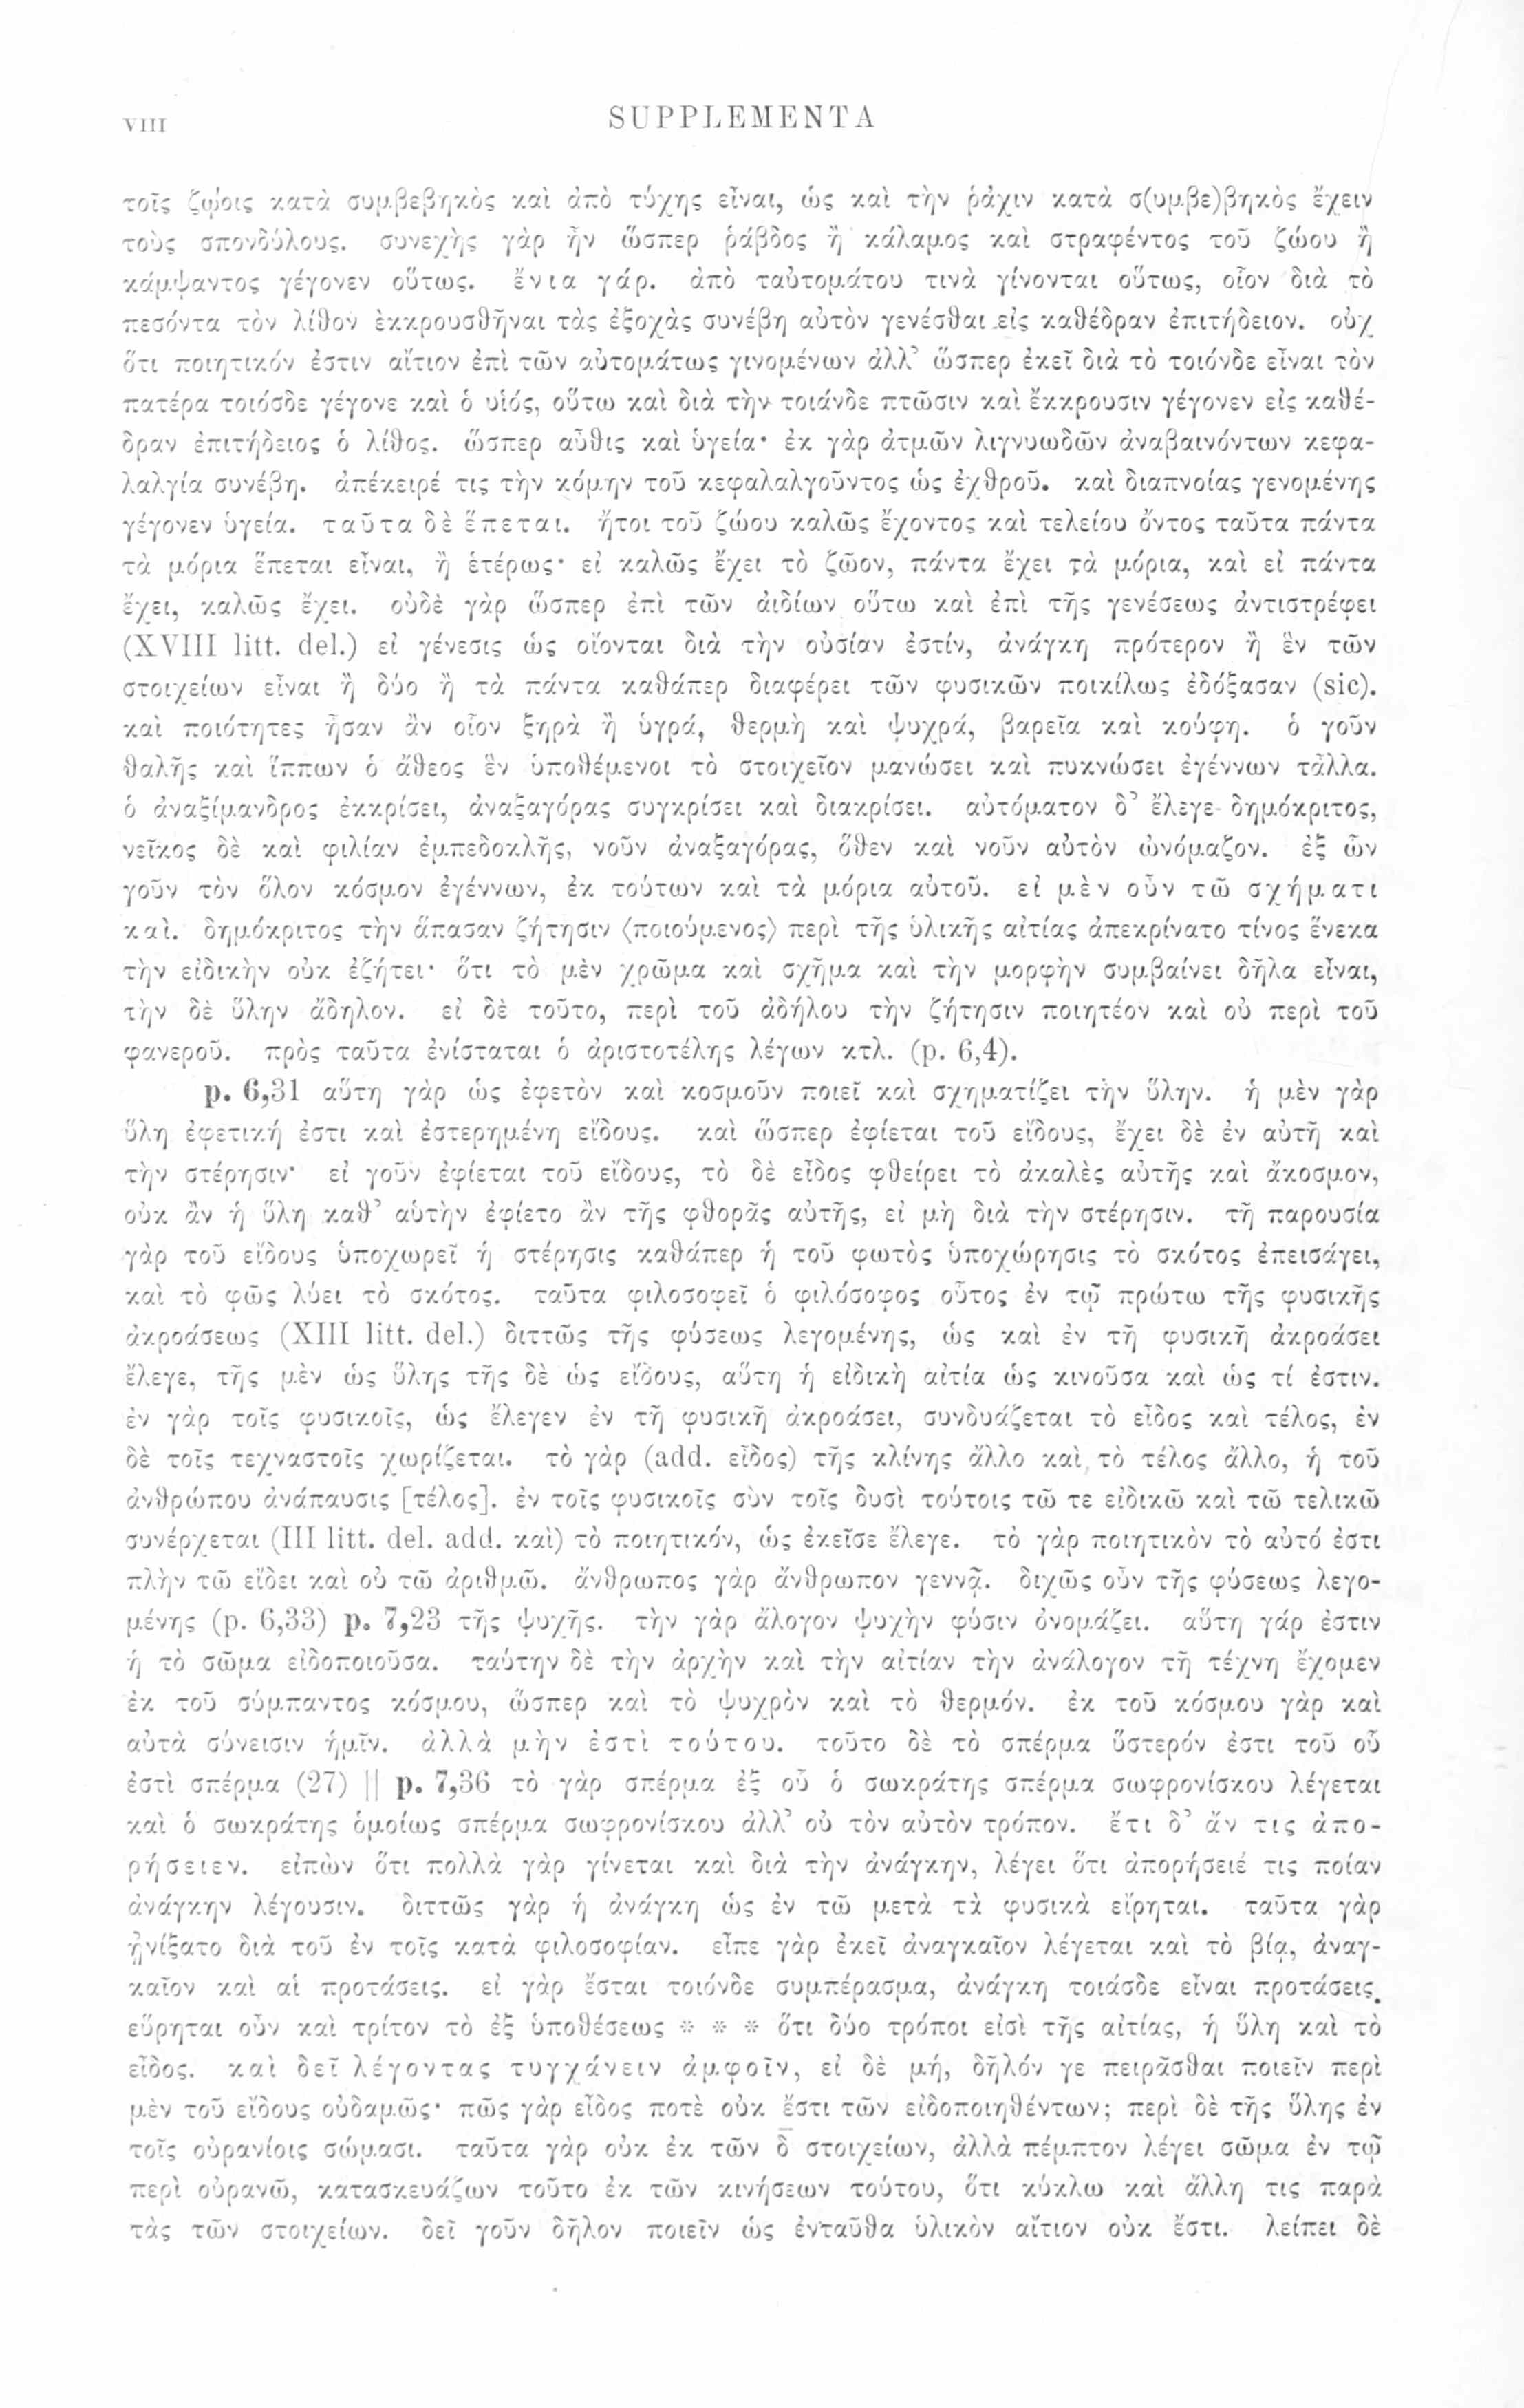 VIII SUPPLEMENTA
τοῖς ζῴοις κατὰ συμβεβηκὸς καὶ ἀπὸ τύχης εἶναι, ὡς καὶ τὴν ῥάχιν κατὰ σ(υμβε)βηκὸς ἔχειν
τοὺς σπονδύλους. συνεχὴς γὰρ ἦν ὥσπερ ῥάβδος ἢ κάλαμος καὶ στραφέντος τοῦ ζώου ἢ
κάμψαντος γέγονεν οὕτως. ἔνια γάρ. ἀπὸ ταὐτομάτου τινὰ γίνονται οὕτως, οἷον διὰ τὸ
πεσόντα τὸν λίθον ἐκκρουσθῆναι τὰς ἐξοχὰς συνέβη αὐτὸν γενέσθαι εἰς καθέδραν ἐπιτήδειον. οὐχ
ὅτι ποιητικόν ἐστιν αἴτιον ἐπὶ τῶν αὐτομάτως γινομένων ἀλλ’ ὥσπερ ἐκεῖ διὰ τὸ τοιόνδε εἶναι τὸν
πατέρα τοιόσδε γέγονε καὶ ὁ υἱός, οὕτω καὶ διὰ τὴν τοιάνδε πτῶσιν καὶ ἔκκρουσιν γέγονεν εἰς καθέ-
δραν ἐπιτήδειος ὁ λίθος. ὥσπερ αὖθις καὶ ὑγεία· ἐκ γὰρ ἀτμῶν λιγνυωδῶν ἀναβαινόντων κεφα-
λαλγία συνέβη. ἀπέκειρέ τις τὴν κόμην τοῦ κεφαλαλγοῦντος ὡς ἐχθροῦ. καὶ διαπνοίας γενομένης
γέγονεν ὑγεία. ταῦτα δὲ ἕπεται. ἤτοι τοῦ ζώου καλῶς ἔχοντος καὶ τελείου ὄντος ταῦτα πάντα
τὰ μόρια ἕπεται εἶναι, ἢ ἑτέρως· εἰ καλῶς ἔχει τὸ ζῶον, πάντα ἔχει τὰ μόρια, καὶ εἰ πάντα
ἔχει, καλῶς ἔχει. οὐδὲ γὰρ ὥσπερ ἐπὶ τῶν ἀιδίων οὕτω καὶ ἐπὶ τῆς γενέσεως ἀντιστρέφει
(XVIII litt. del.) εἰ γένεσις ὡς οἴονται διὰ τὴν οὐσίαν ἐστίν, ἀνάγκη πρότερον ἢ ἓν τῶν
στοιχείων εἶναι ἢ δύο ἢ τὰ πάντα καθάπερ διαφέρει τῶν φυσικῶν ποικίλως ἐδόξασαν (sic).
καὶ ποιότητες ἦσαν ἂν οἷον ξηρὰ ἢ ὑγρά, θερμὴ καὶ ψυχρά, βαρεῖα καὶ κούφη. ὁ γοῦν
θαλῆς καὶ ἵππων ὁ ἄθεος ἓν ὑποθέμενοι τὸ στοιχεῖον μανώσει καὶ πυκνώσει ἐγέννων τἆλλα.
ὁ ἀναξίμανδρος ἐκκρίσει, ἀναξαγόρας συγκρίσει καὶ διακρίσει. αὐτόματον δ’ ἔλεγε δημόκριτος,
νεῖκος δὲ καὶ φιλίαν ἐμπεδοκλῆς, νοῦν ἀναξαγόρας, ὅθεν καὶ νοῦν αὐτὸν ὠνόμαζον. ἐξ ὧν
γοῦν τὸν ὅλον κόσμον ἐγέννων, ἐκ τούτων καὶ τὰ μόρια αὐτοῦ. εἰ μὲν οὖν τῶ σχήματι
καὶ. δημόκριτος τὴν ἅπασαν ζήτησιν ⟨ποιούμενος⟩ περὶ τῆς ὑλικῆς αἰτίας ἀπεκρίνατο τίνος ἕνεκα
τὴν εἰδικὴν οὐκ ἐζήτει· ὅτι τὸ μὲν χρῶμα καὶ σχῆμα καὶ τὴν μορφὴν συμβαίνει δῆλα εἶναι,
τὴν δὲ ὕλην ἄδηλον. εἰ δὲ τοῦτο, περὶ τοῦ ἀδήλου τὴν ζήτησιν ποιητέον καὶ οὐ περὶ τοῦ
φανεροῦ. πρὸς ταῦτα ἐνίσταται ὁ ἀριστοτέλης λέγων κτλ. (p. 6,4).
p. 6,31 αὕτη γὰρ ὡς ἐφετὸν καὶ κοσμοῦν ποιεῖ καὶ σχηματίζει τὴν ὕλην. ἡ μὲν γὰρ
ὕλη ἐφετική ἐστι καὶ ἐστερημένη εἴδους. καὶ ὥσπερ ἐφίεται τοῦ εἴδους, ἔχει δὲ ἐν αὑτῆ καὶ
τὴν στέρησιν· εἰ γοῦν ἐφίεται τοῦ εἴδους, τὸ δὲ εἶδος φθείρει τὸ ἀκαλὲς αὐτῆς καὶ ἄκοσμον,
οὐκ ἂν ἡ ὕλη καθ’ αὑτὴν ἐφίετο ἂν τῆς φθορᾶς αὐτῆς, εἰ μὴ διὰ τὴν στέρησιν. τῆ παρουσία
γὰρ τοῦ εἴδους ὑποχωρεῖ ἡ στέρησις καθάπερ ἡ τοῦ φωτὸς ὑποχώρησις τὸ σκότος ἐπεισάγει,
καὶ τὸ φῶς λύει τὸ σκότος. ταῦτα φιλοσοφεῖ ὁ φιλόσοφος οὗτος ἐν τῷ πρώτω τῆς φυσικῆς
ἀκροάσεως (XIII litt. del.) διττῶς τῆς φύσεως λεγομένης, ὡς καὶ ἐν τῆ φυσικῆ ἀκροάσει
ἔλεγε, τῆς μὲν ὡς ὕλης τῆς δὲ ὡς εἴδους, αὕτη ἡ εἰδικὴ αἰτία ὡς κινοῦσα καὶ ὡς τί ἐστιν.
ἐν γὰρ τοῖς φυσικοῖς, ὡς ἔλεγεν ἐν τῆ φυσικῆ ἀκροάσει, συνδυάζεται τὸ εἶδος καὶ τέλος, ἐν
δὲ τοῖς τεχναστοῖς χωρίζεται. τὸ γὰρ (add. εἶδος) τῆς κλίνης ἄλλο καὶ τὸ τέλος ἄλλο, ἡ τοῦ
ἀνθρώπου ἀνάπαυσις [τέλος]. ἐν τοῖς φυσικοῖς σὺν τοῖς δυσὶ τούτοις τῶ τε εἰδικῶ καὶ τῶ τελικῶ
συνέρχεται (III litt. del. add. καὶ) τὸ ποιητικόν, ὡς ἐκεῖσε ἔλεγε. τὸ γὰρ ποιητικὸν τὸ αὐτό ἐστι
πλὴν τῶ εἴδει καὶ οὐ τῶ ἀριθμῶ. ἄνθρωπος γὰρ ἄνθρωπον γεννᾷ. διχῶς οὖν τῆς φύσεως λεγο-
μένης (p. 6,33) p. 7,23 τῆς ψυχῆς. τὴν γὰρ ἄλογον ψυχὴν φύσιν ὀνομάζει. αὕτη γάρ ἐστιν
ἡ τὸ σῶμα εἰδοποιοῦσα. ταύτην δὲ τὴν ἀρχὴν καὶ τὴν αἰτίαν τὴν ἀνάλογον τῆ τέχνη ἔχομεν
ἐκ τοῦ σύμπαντος κόσμου, ὥσπερ καὶ τὸ ψυχρὸν καὶ τὸ θερμόν. ἐκ τοῦ κόσμου γὰρ καὶ
αὐτὰ σύνεισιν ἡμῖν. ἀλλὰ μὴν ἐστὶ τούτου. τοῦτο δὲ τὸ σπέρμα ὕστερόν ἐστι τοῦ οὗ
ἐστὶ σπέρμα (27) || p. 7,36 τὸ γὰρ σπέρμα ἐξ οὗ ὁ σωκράτης σπέρμα σωφρονίσκου λέγεται
καὶ ὁ σωκράτης ὁμοίως σπέρμα σωφρονίσκου ἀλλ’ οὐ τὸν αὐτὸν τρόπον. ἔτι δ’ ἄν τις ἀπο-
ρήσειεν. εἰπὼν ὅτι πολλὰ γὰρ γίνεται καὶ διὰ τὴν ἀνάγκην, λέγει ὅτι ἀπορήσειέ τις ποίαν
ἀνάγκην λέγουσιν. διττῶς γὰρ ἡ ἀνάγκη ὡς ἐν τῶ μετὰ τὰ φυσικὰ εἴρηται. ταῦτα γὰρ
ᾐνίξατο διὰ τοῦ ἐν τοῖς κατὰ φιλοσοφίαν. εἶπε γὰρ ἐκεῖ ἀναγκαῖον λέγεται καὶ τὸ βίᾳ, ἀναγ-
καῖον καὶ αἱ προτάσεις. εἰ γὰρ ἔσται τοιόνδε συμπέρασμα, ἀνάγκη τοιάσδε εἶναι προτάσεις.
εὕρηται οὖν καὶ τρίτον τὸ ἐξ ὑποθέσεως * * * ὅτι δύο τρόποι εἰσὶ τῆς αἰτίας, ἡ ὕλη καὶ τὸ
εἶδος. καὶ δεῖ λέγοντας τυγχάνειν ἀμφοῖν, εἰ δὲ μή, δῆλόν γε πειρᾶσθαι ποιεῖν περὶ
μὲν τοῦ εἴδους οὐδαμῶς· πῶς γὰρ εἶδος ποτὲ οὐκ ἔστι τῶν εἰδοποιηθέντων; περὶ δὲ τῆς ὕλης ἐν
τοῖς οὐρανίοις σώμασι. ταῦτα γὰρ οὐκ ἐκ τῶν δ̄ στοιχείων, ἀλλὰ πέμπτον λέγει σῶμα ἐν τῷ
περὶ οὐρανῶ, κατασκευάζων τοῦτο ἐκ τῶν κινήσεων τούτου, ὅτι κύκλω καὶ ἄλλη τις παρὰ
τὰς τῶν στοιχείων. δεῖ γοῦν δῆλον ποιεῖν ὡς ἐνταῦθα ὑλικὸν αἴτιον οὐκ ἔστι. λείπει δὲ